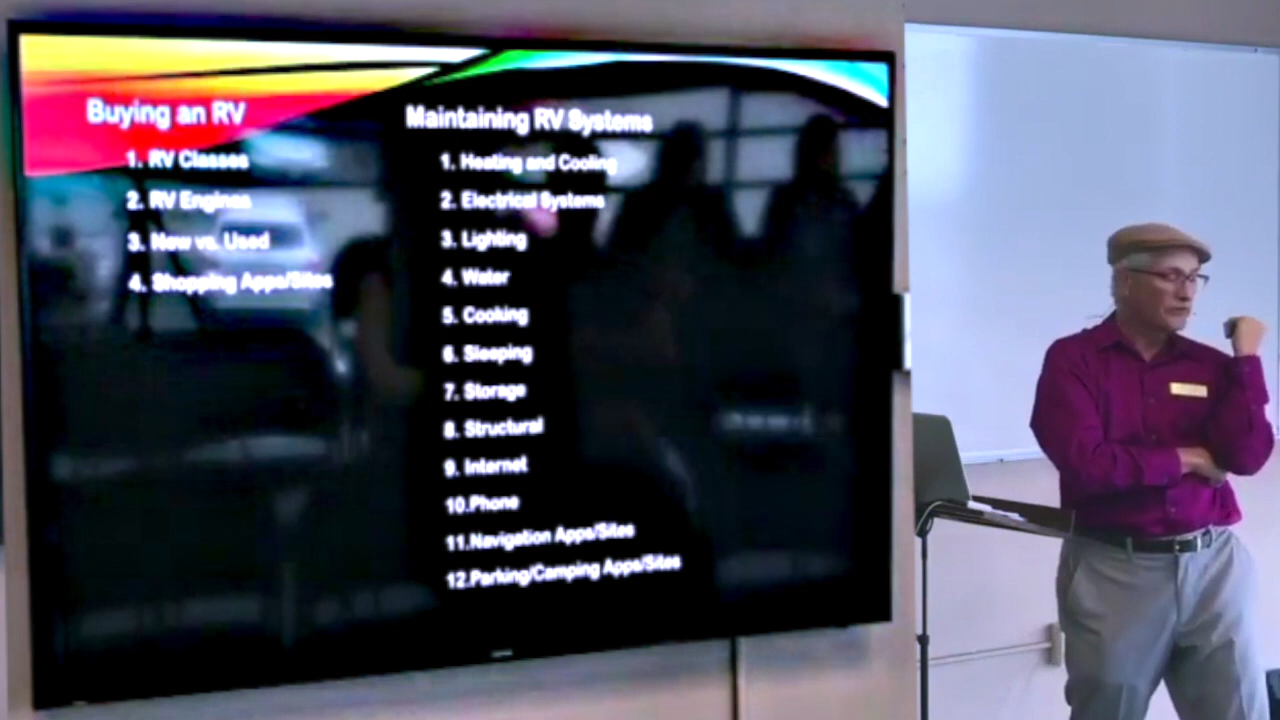 Buying an RV
1. RV Classes
2. RV Engines
3. New vs. Used
4. Shopping Apps/Sites
Maintaining RV Systems
1. Heating and Cooling
2. Electrical Systems
3. Lighting
4. Water
5. Cooking
6. Sleeping
7. Storage
8. Structural
9. Internet
10.Phone
11.Navigation Apps/Sites
12.Parking/Camping Apps/Sites